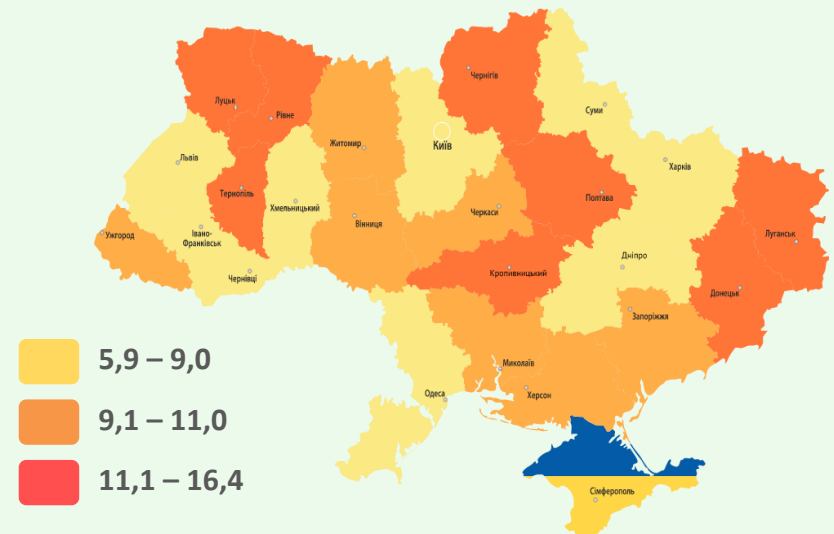 Чернігів
Луцьк
Суми
Рівне
Житомир
Київ
Львів
Харків
Тернопіль
Полтава
Хмельницький
Черкаси
Вінниця
Ужгород
Івано-
Франківськ
Луганськ
Дніпро
Чернівці
Кропивницький
Донецьк
Запоріжжя
5,9 – 9,0
Миколаїв
Одеса
Херсон
9,1 – 11,0
11,1 – 16,4
Сімферополь